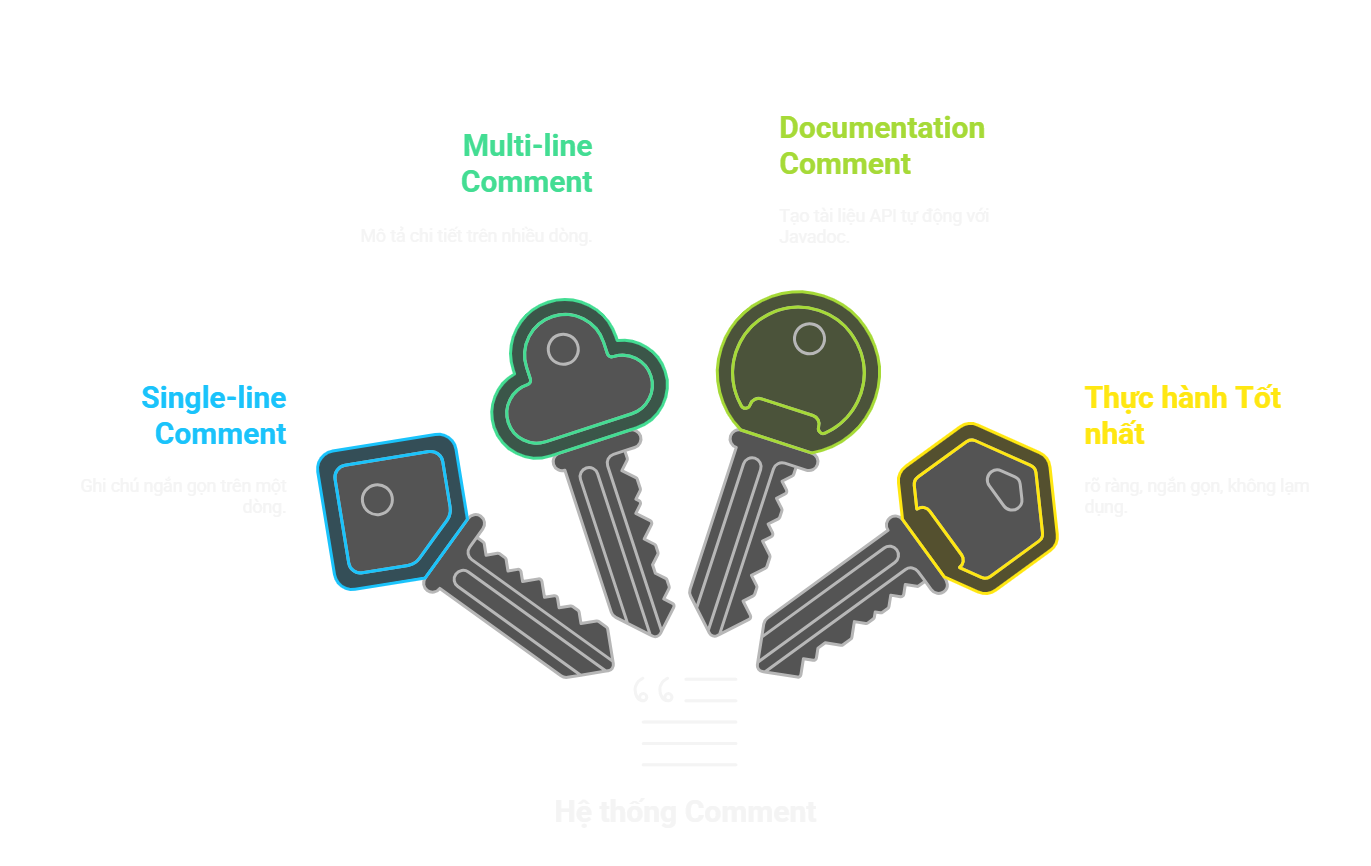 Documentation
Comment
Tạo tài liệu API tự động với
Javadoc.
Multi-line
Comment
Mô tả chi tiết trên nhiều dòng.
Single-line
Comment
Ghi chú ngắn gọn trên một
dòng.
Thực hành Tốt
nhất
rõ ràng, ngắn gọn, không lạm
dụng.
Hệ thống Comment